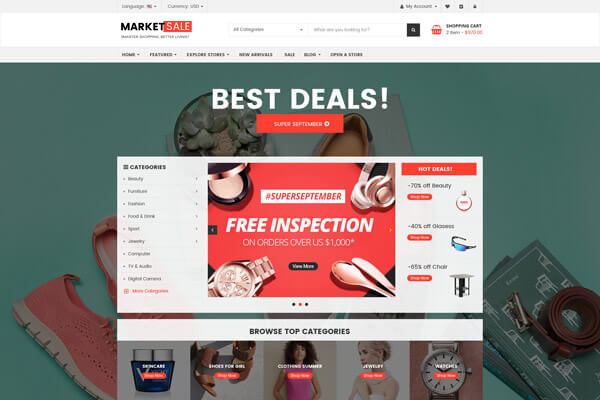 Language:
Currency: USD
My Account
MARKETSALE
SMARTER SHOPPING, BETTER LIVING!
All Categories
What are you looking for?
SHOPPING CART
2 Item - $970.00
HOME
FEATURED
EXPLORE STORES
NEW ARRIVALS
SALE
BLOG
OPEN A STORE
BEST DEALS!
SUPER SEPTEMBER
CATEGORIES
Beauty
Furniture
Fashion
Food & Drink
Sport
Jewelry
Computer
TV & Audio
Digital Camera
More Categories
#SUPERSEPTEMBER
FREE INSPECTION
ON ORDERS OVER US $1,000*
View More
HOT DEALS!
-70% off Beauty
Shop Now
-40% off Glasess
Shop Now
-65% off Chair
Shop Now
BROWSE TOP CATEGORIES
SKINCARE
Shop Now
SHOES FOR GIRL
Shop Now
CLOTHING SUMMER
Shop Now
JEWELRY
Shop Now
WATCHES
Shop Now